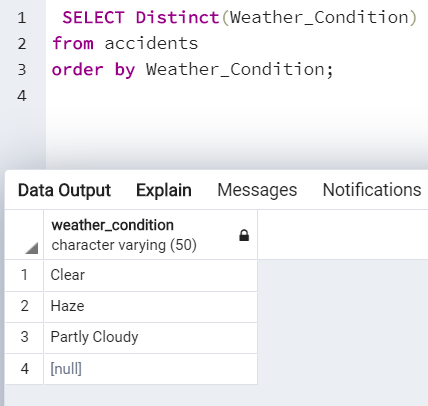 1 SELECT Distinct(Weather_Condition)
2 from accidents
3 order by Weather_Condition;
4
Data Output Explain Messages Notifications
weather_condition
character varying (50)
1 Clear
2 Haze
3 Partly Cloudy
4 [null]